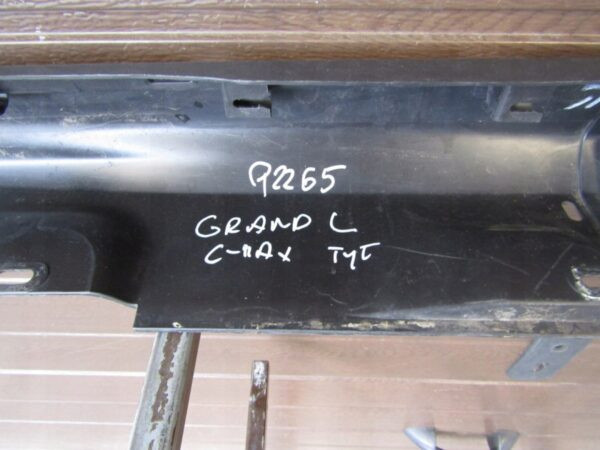 P2265
GRAND L
C-MAX TYŁ